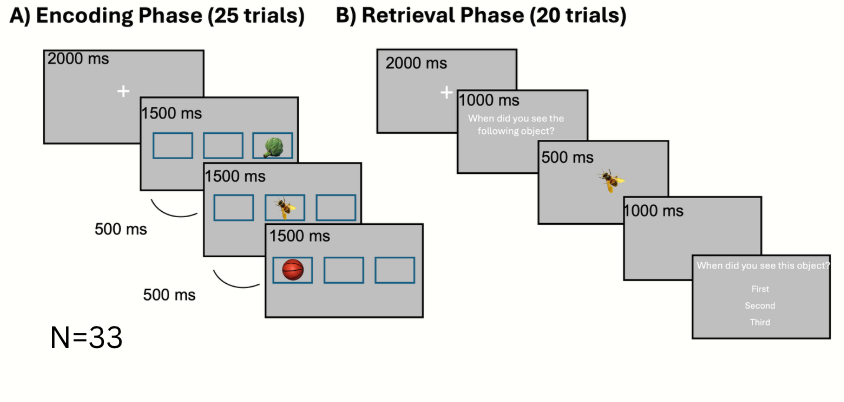 A) Encoding Phase (25 trials)
B) Retrieval Phase (20 trials)
2000 ms
1500 ms
1500 ms
1500 ms
500 ms
500 ms
N=33
2000 ms
1000 ms
When did you see the
following object?
500 ms
1000 ms
When did you see this object?
First
Second
Third